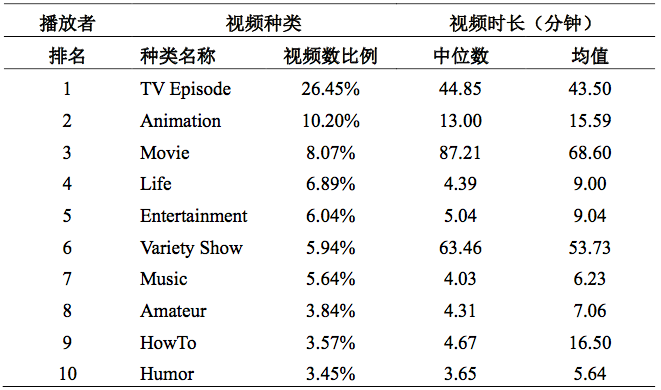 播放者 视频种类 视频时长（分钟）
排名 种类名称 视频数比例 中位数 均值
1 TV Episode 26.45% 44.85 43.50
2 Animation 10.20% 13.00 15.59
3 Movie 8.07% 87.21 68.60
4 Life 6.89% 4.39 9.00
5 Entertainment 6.04% 5.04 9.04
6 Variety Show 5.94% 63.46 53.73
7 Music 5.64% 4.03 6.23
8 Amateur 3.84% 4.31 7.06
9 HowTo 3.57% 4.67 16.50
10 Humor 3.45% 3.65 5.64